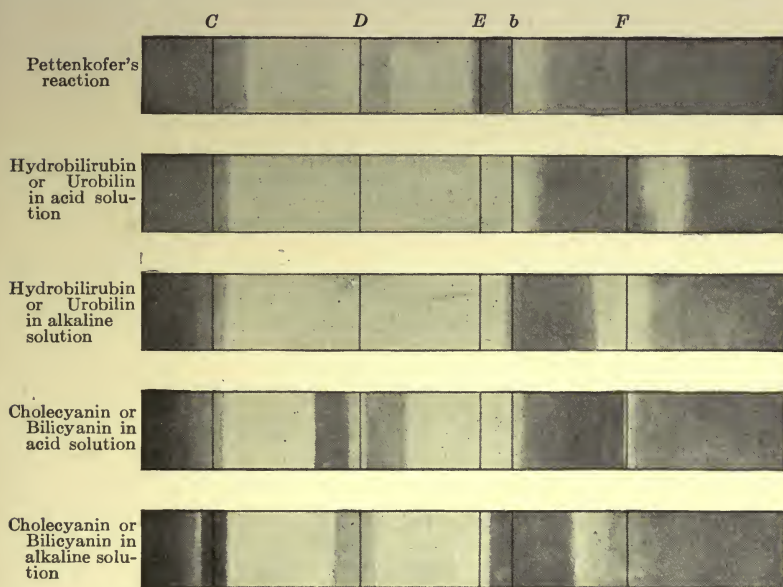 C D E b F
Pettenkofer's
reaction
Hydrobilirubin
or Urobilin
in acid solu-
tion
Hydrobilirubin
or Urobilin
in alkaline
solution
Cholecyanin or
Bilicyanin in
acid solution
Cholecyanin or
Bilicyanin in
alkaline solu-
tion